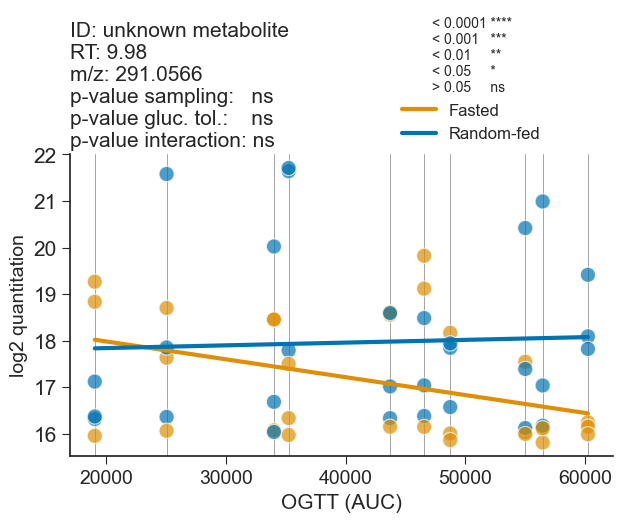 ID: unknown metabolite
RT: 9.98
m/z: 291.0566
p-value sampling: ns
p-value gluc. tol.: ns
p-value interaction: ns
< 0.0001 ****
< 0.001 ***
< 0.01 **
< 0.05 *
> 0.05 ns
Fasted
Random-fed
22
21
20
19
18
17
16
log2 quantitation
20000 30000 40000 50000 60000
OGTT (AUC)